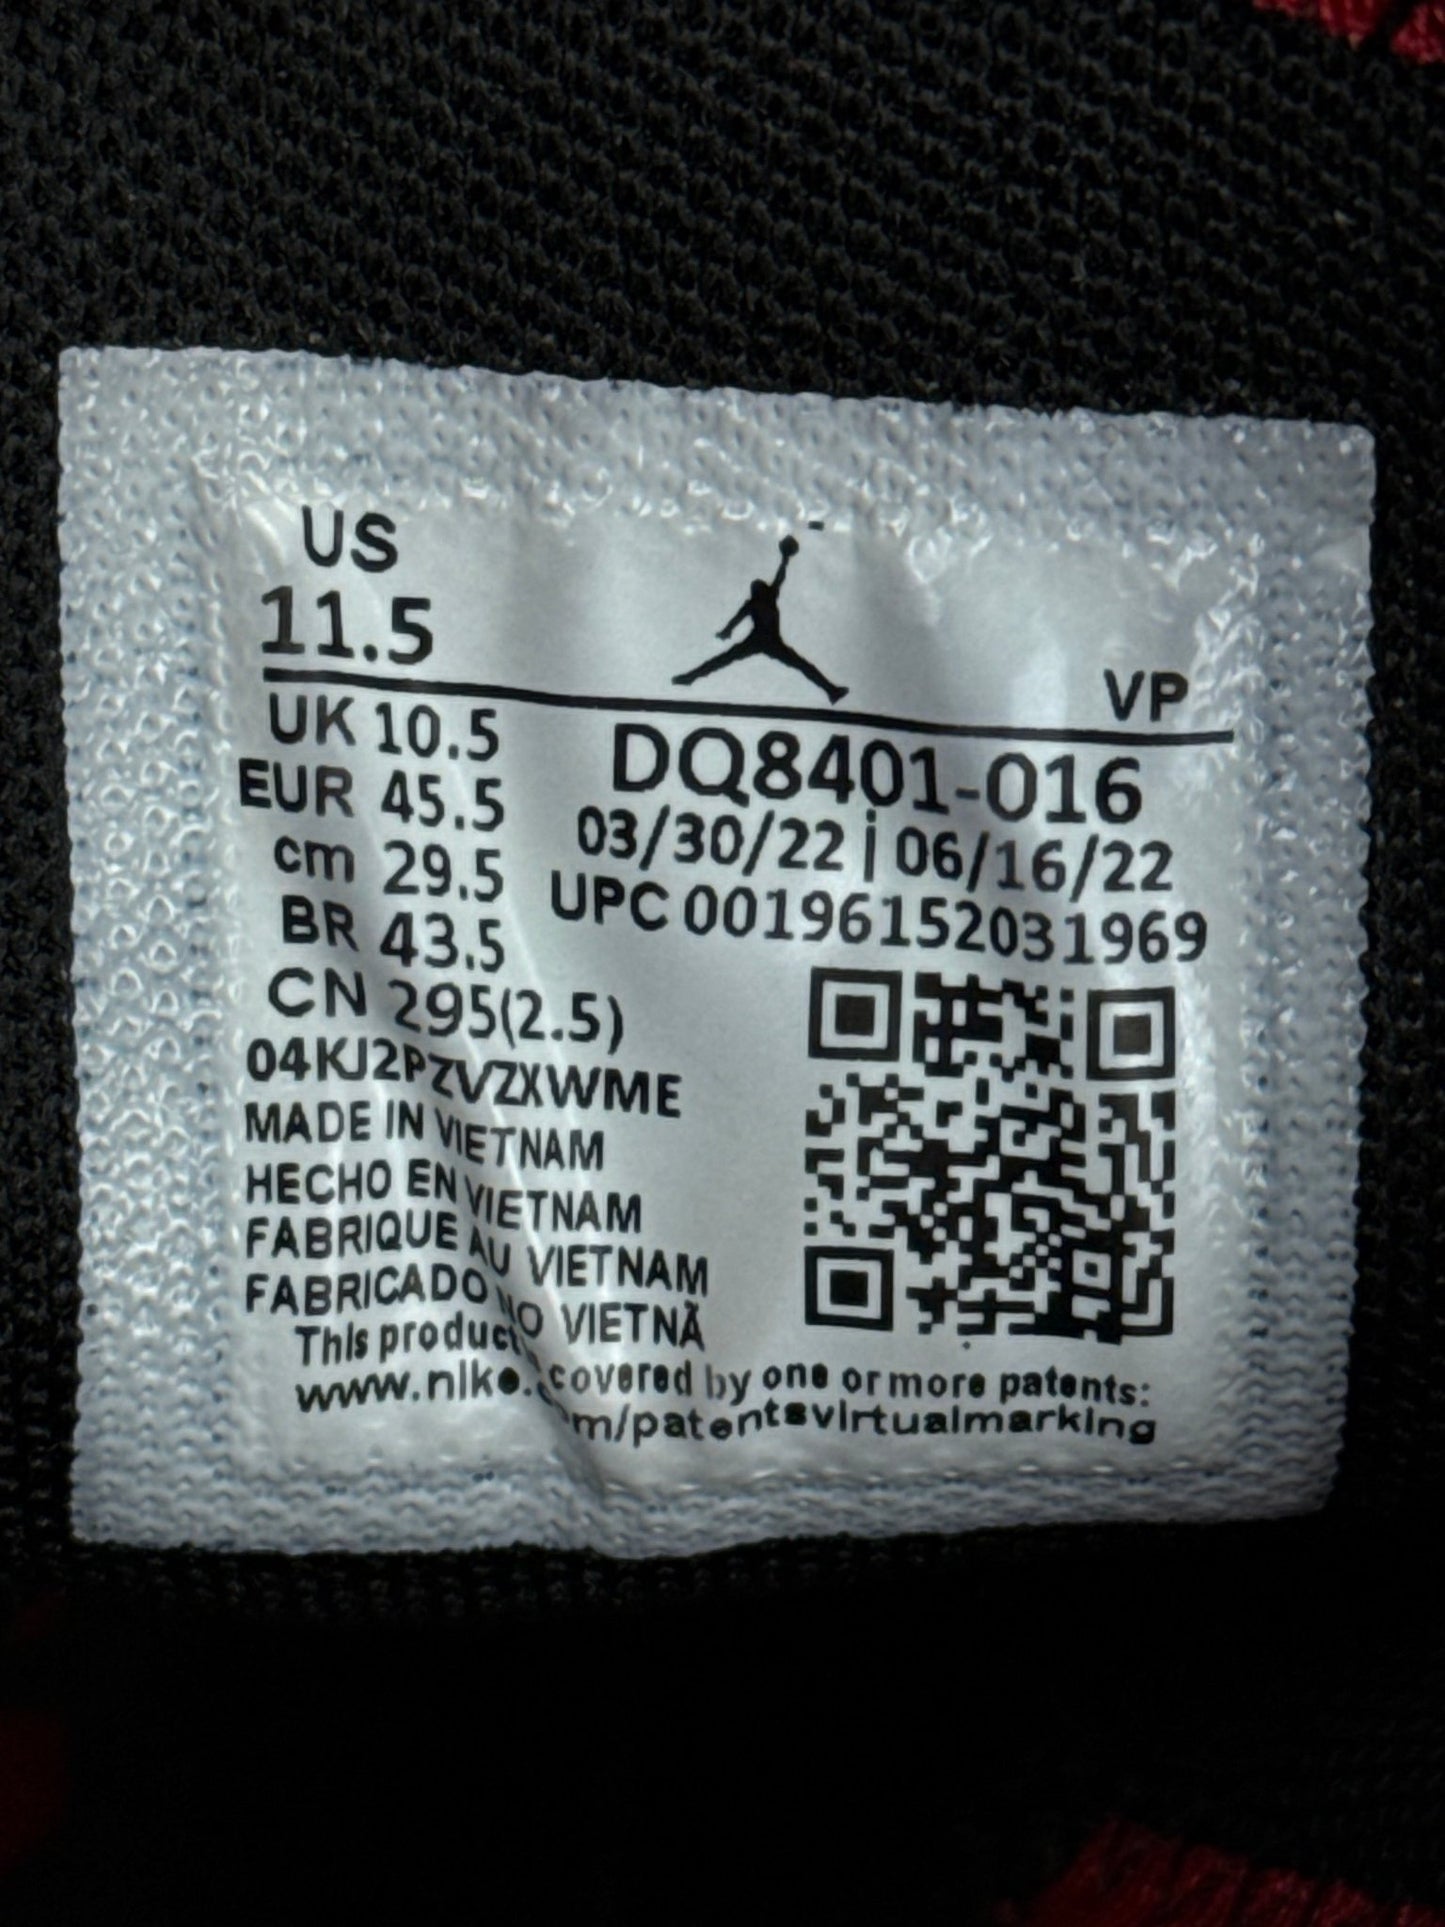 US
11.5
VP
UK 10.5
EUR 45.5
cm 29.5
BR 43.5
CN 295(2.5)
DQ8401-016
03/30/22 | 06/16/22
UPC 00196152031969
04KJ2PZVZXWME
MADE IN VIETNAM
HECHO EN VIETNAM
FABRIQUE AU VIETNAM
FABRICADO NO VIETNÃ
This product covered by one or more patents:
www.nike. m/patentsvirtualmarking